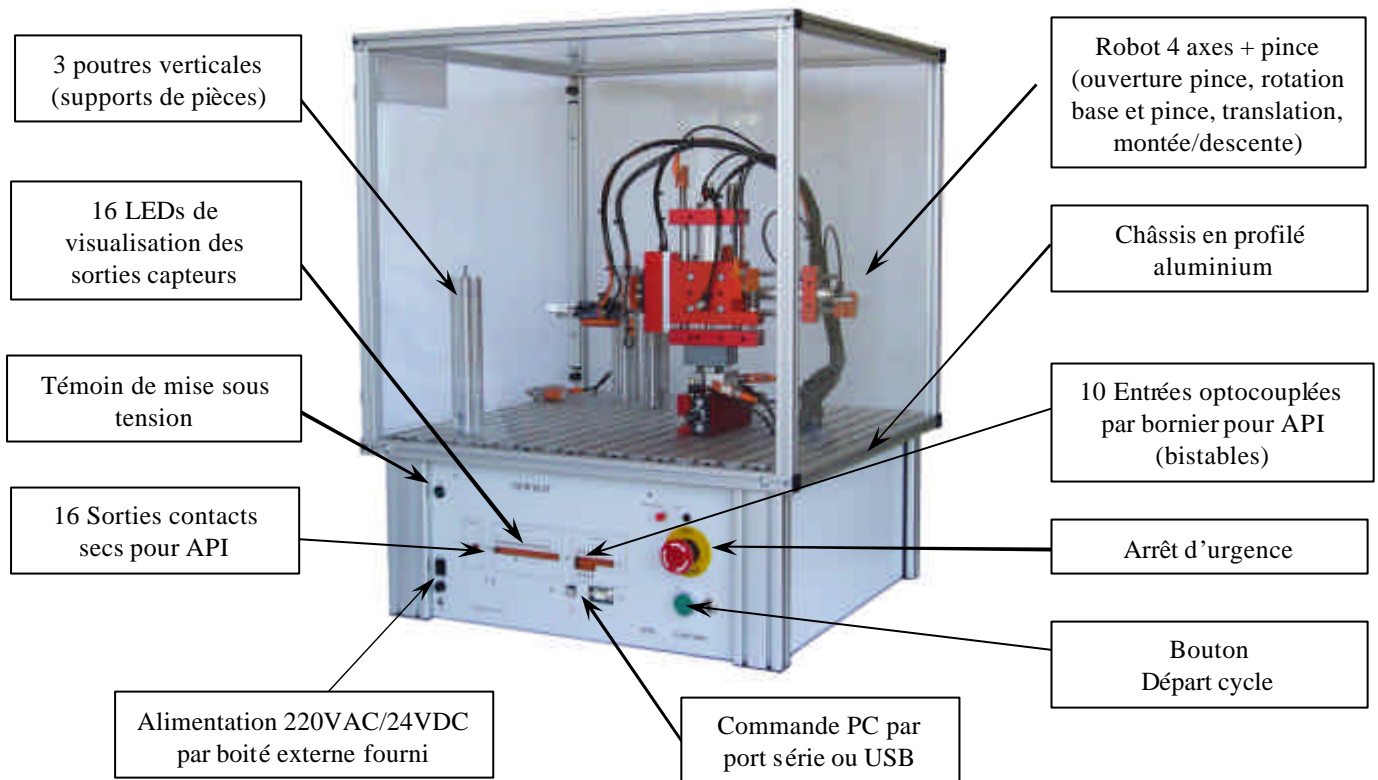 3 poutres verticales
(supports de pièces)
16 LEDs de
visualisation des
sorties capteurs
Témoin de mise sous
tension
16 Sorties contacts
secs pour API
Alimentation 220VAC/24VDC
par boité externe fourni
Commande PC par
port série ou USB
Robot 4 axes + pince
(ouverture pince, rotation
base et pince, translation,
montée/descente)
Châssis en profilé
aluminium
10 Entrées optocouplées
par bornier pour API
(bistables)
Arrêt d’urgence
Bouton
Départ cycle